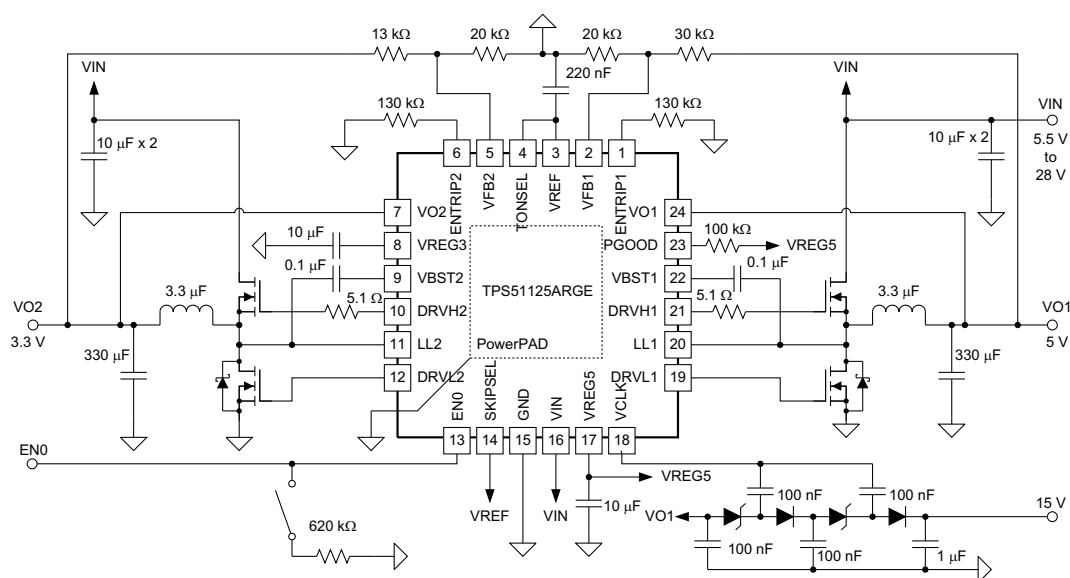 13 kΩ
20 kΩ
20 kΩ
30 kΩ
VIN
220 nF
VIN
130 kΩ
130 kΩ
VIN
10 µF x 2
10 µF x 2
5.5 V
to
28 V
6
5
4
3
2
1
ENTRIP2
VFB2
TONSEL
VREF
VFB1
ENTRIP1
7
VO2
VO1
24
10 µF
8
VREG3
PGOOD
23
100 kΩ
VREG5
0.1 µF
9
VBST2
VBST1
22
0.1 µF
TPS51125ARGE
3.3 µF
5.1 Ω
10
DRVH2
DRVH1
21
5.1 Ω
3.3 µF
VO2
3.3 V
VO1
5 V
11
LL2
PowerPAD
LL1
20
330 µF
330 µF
12
DRVL2
DRVL1
19
EN0
SKIPSEL
GND
VIN
VREG5
VCLK
13
14
15
16
17
18
EN0
VREG5
VREF
VIN
10 µF
620 kΩ
100 nF
100 nF
15 V
VO1
100 nF
100 nF
1 µF